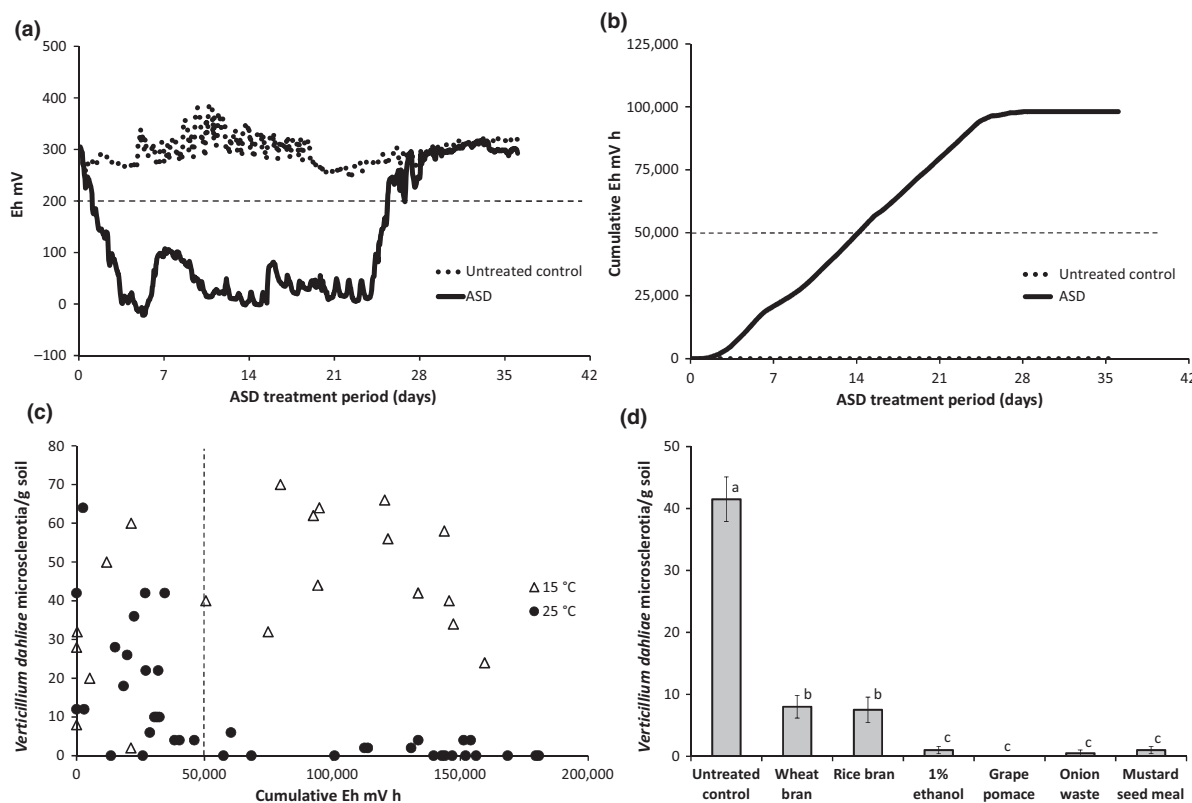 (a)
500
400
300
200
100
0
–100
Eh mV
0 7 14 21 28 35 42
ASD treatment period (days)
Untreated control
ASD
(b)
125,000
100,000
75,000
50,000
25,000
0
Cumulative Eh mV h
0 7 14 21 28 35 42
ASD treatment period (days)
Untreated control
ASD
(c)
80
70
60
50
40
30
20
10
0
Verticillium dahliae microsclerotia/g soil
0 50,000 100,000 150,000 200,000
Cumulative Eh mV h
15 °C
25 °C
(d)
50
40
30
20
10
0
Verticillium dahliae microsclerotia/g soil
a
b
b
c
c
c
c
Untreated control
Wheat bran
Rice bran
1% ethanol
Grape pomace
Onion waste
Mustard seed meal